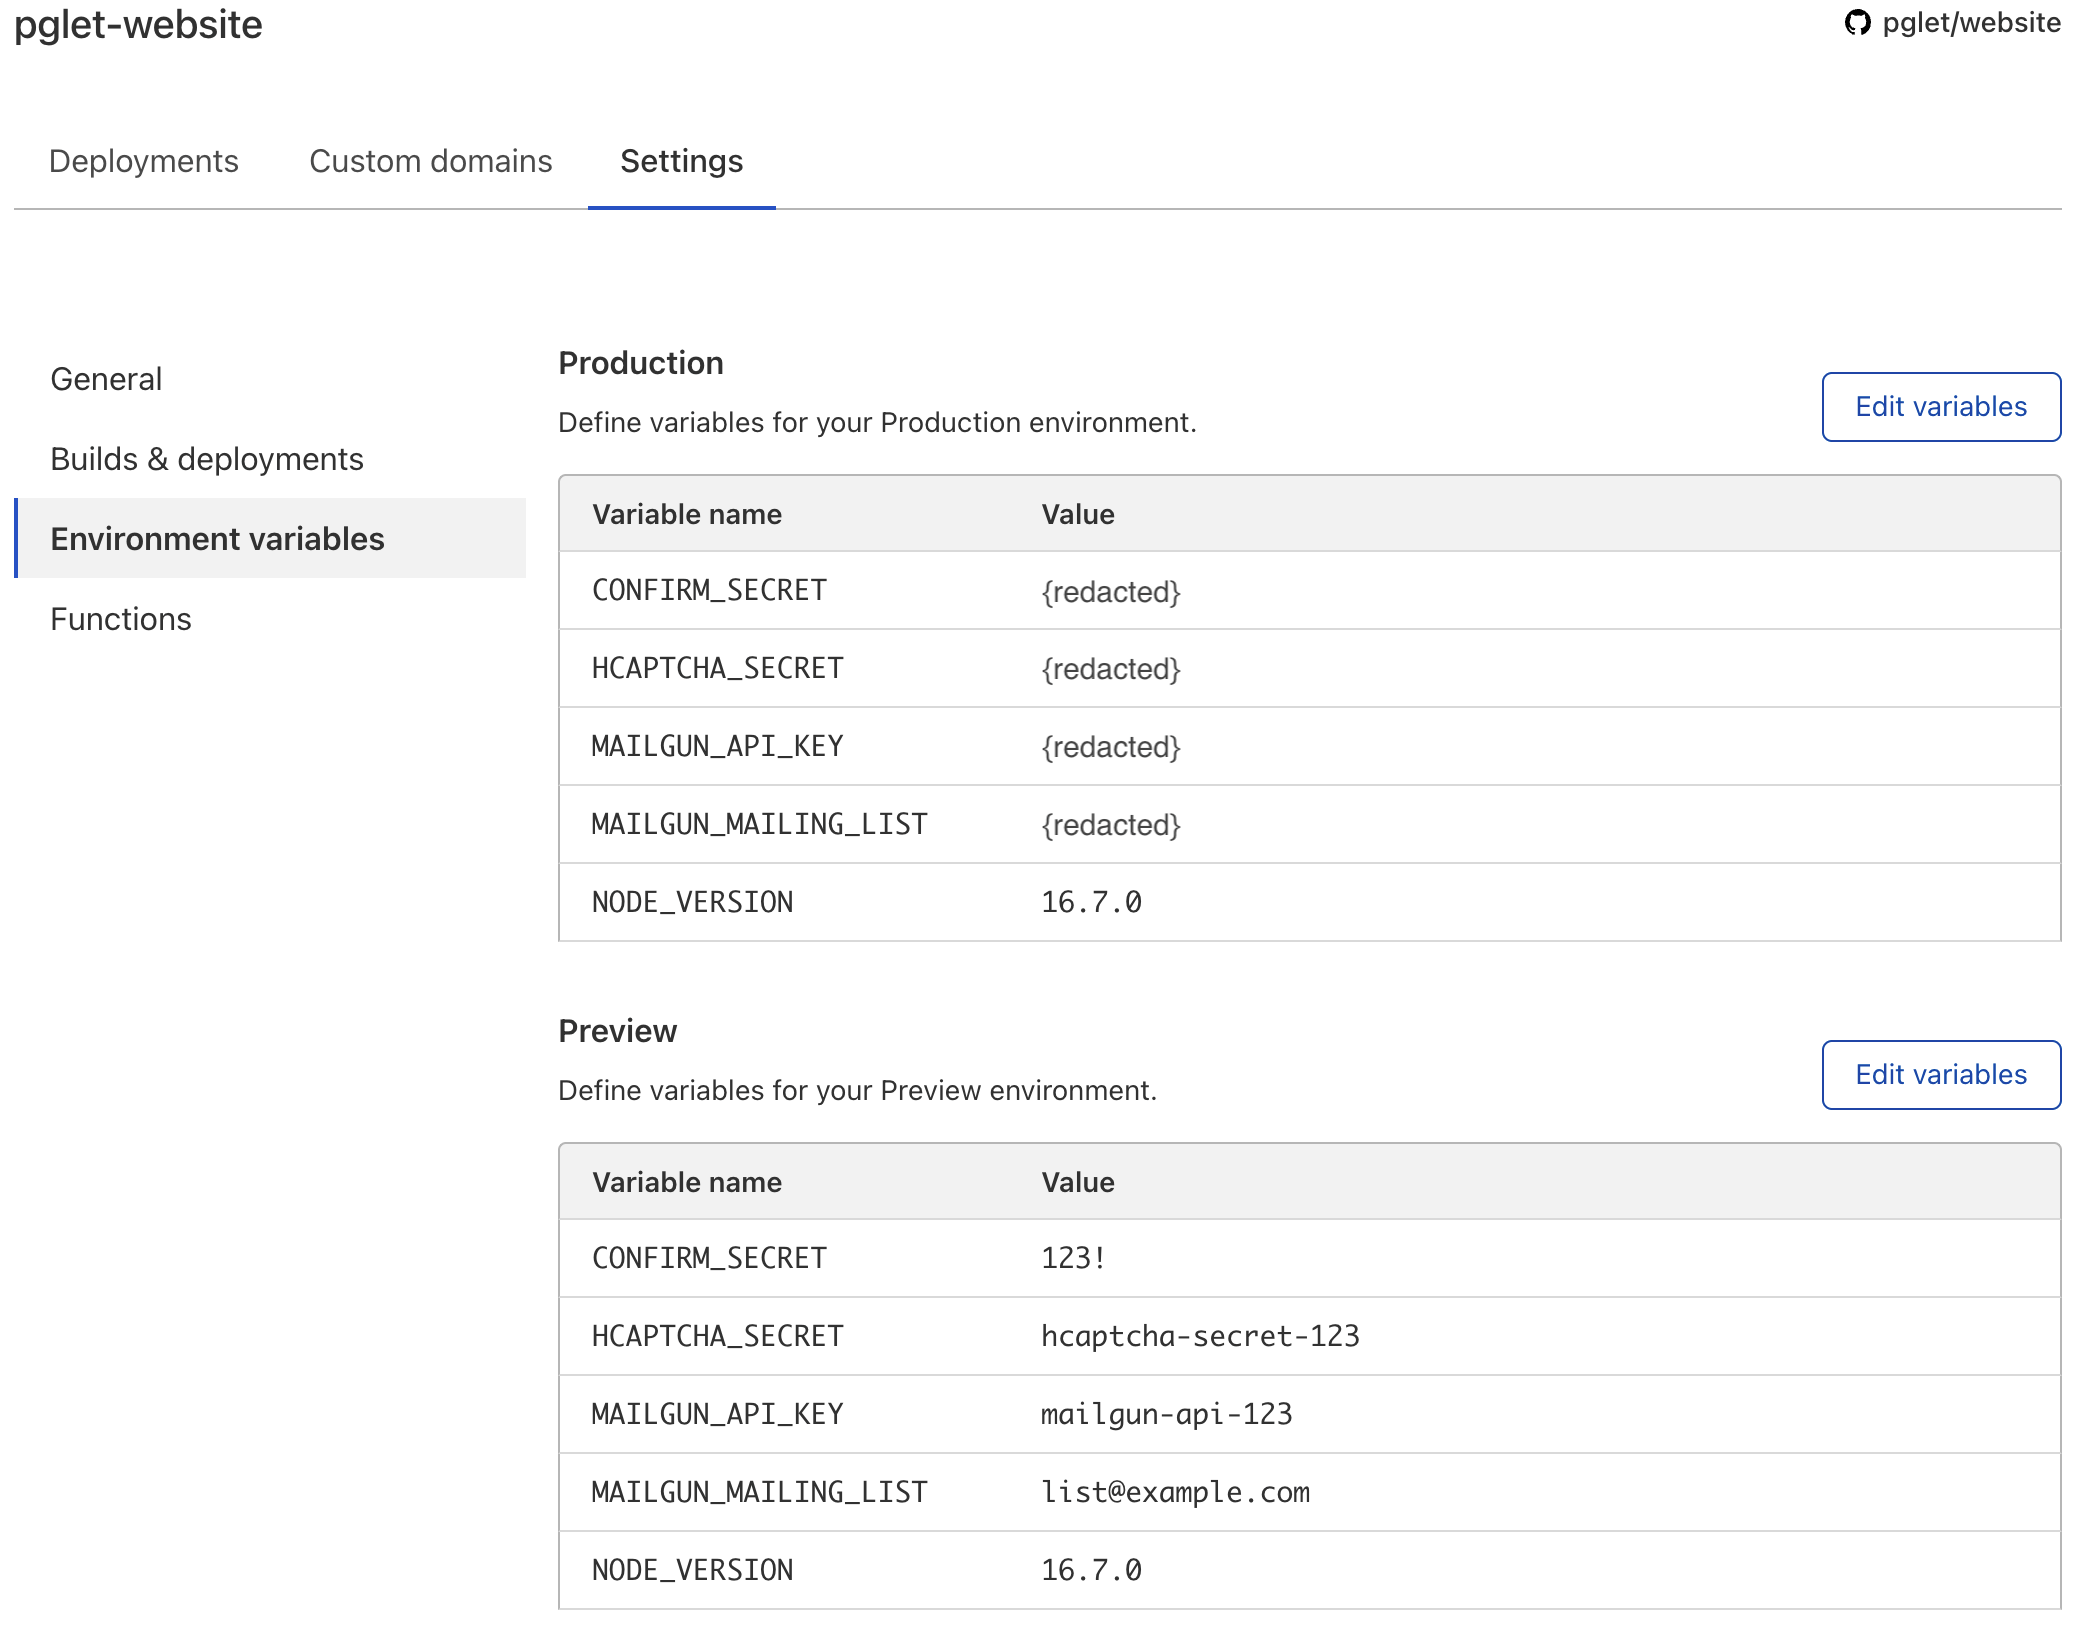 pglet-website
pglet/website
Deployments Custom domains Settings
General
Builds & deployments
Environment variables
Functions
Production
Define variables for your Production environment.
Edit variables
Variable name Value
CONFIRM_SECRET {redacted}
HCAPTCHA_SECRET {redacted}
MAILGUN_API_KEY {redacted}
MAILGUN_MAILING_LIST {redacted}
NODE_VERSION 16.7.0
Preview
Define variables for your Preview environment.
Edit variables
Variable name Value
CONFIRM_SECRET 123!
HCAPTCHA_SECRET hcaptcha-secret-123
MAILGUN_API_KEY mailgun-api-123
MAILGUN_MAILING_LIST list@example.com
NODE_VERSION 16.7.0